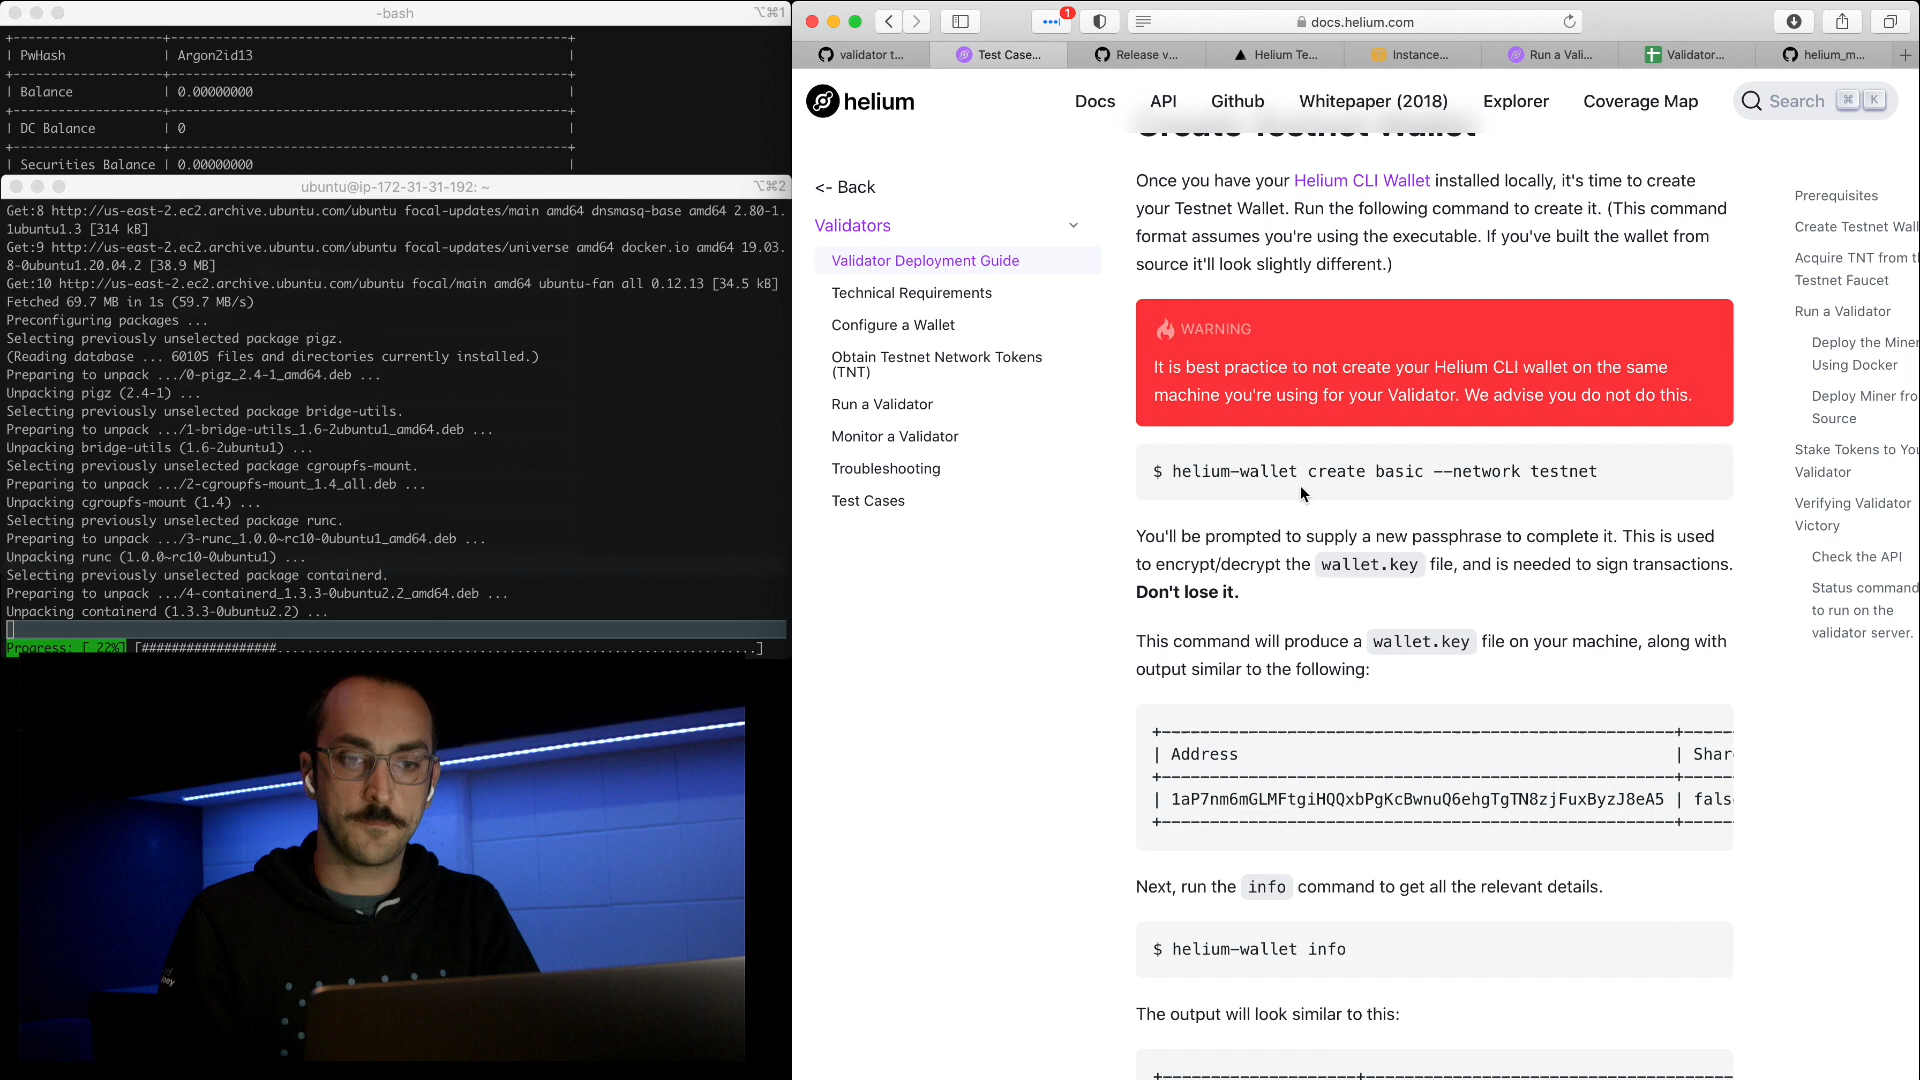 -bash
⌥⌘1
| PwHash | Argon2id13 |
| Balance | 0.00000000 |
| DC Balance | 0 |
| Securities Balance | 0.00000000 |
ubuntu@ip-172-31-31-192: ~
⌥⌘2
Get:8 http://us-east-2.ec2.archive.ubuntu.com/ubuntu focal-updates/main amd64 dnsmasq-base amd64 2.80-1.
1ubuntu1.3 [314 kB]
Get:9 http://us-east-2.ec2.archive.ubuntu.com/ubuntu focal-updates/universe amd64 docker.io amd64 19.03.
8-0ubuntu1.20.04.2 [38.9 MB]
Get:10 http://us-east-2.ec2.archive.ubuntu.com/ubuntu focal/main amd64 ubuntu-fan all 0.12.13 [34.5 kB]
Fetched 69.7 MB in 1s (59.7 MB/s)
Preconfiguring packages ...
Selecting previously unselected package pigz.
(Reading database ... 60105 files and directories currently installed.)
Preparing to unpack .../0-pigz_2.4-1_amd64.deb ...
Unpacking pigz (2.4-1) ...
Selecting previously unselected package bridge-utils.
Preparing to unpack .../1-bridge-utils_1.6-2ubuntu1_amd64.deb ...
Unpacking bridge-utils (1.6-2ubuntu1) ...
Selecting previously unselected package cgroupfs-mount.
Preparing to unpack .../2-cgroupfs-mount_1.4_all.deb ...
Unpacking cgroupfs-mount (1.4) ...
Selecting previously unselected package runc.
Preparing to unpack .../3-runc_1.0.0~rc10-0ubuntu1_amd64.deb ...
Unpacking runc (1.0.0~rc10-0ubuntu1) ...
Selecting previously unselected package containerd.
Preparing to unpack .../4-containerd_1.3.3-0ubuntu2.2_amd64.deb ...
Unpacking containerd (1.3.3-0ubuntu2.2) ...
Progress: [ 22%] [##################..........................................................]
1
docs.helium.com
validator t...
Test Case...
Release v...
Helium Te...
Instance...
Run a Vali...
Validator...
helium_m...
helium
Docs
API
Github
Whitepaper (2018)
Explorer
Coverage Map
Search ⌘ K
<- Back
Validators
Validator Deployment Guide
Technical Requirements
Configure a Wallet
Obtain Testnet Network Tokens
(TNT)
Run a Validator
Monitor a Validator
Troubleshooting
Test Cases
Create Testnet Wallet
Once you have your Helium CLI Wallet installed locally, it's time to create
your Testnet Wallet. Run the following command to create it. (This command
format assumes you're using the executable. If you've built the wallet from
source it'll look slightly different.)
WARNING
It is best practice to not create your Helium CLI wallet on the same
machine you're using for your Validator. We advise you do not do this.
$ helium-wallet create basic --network testnet
You'll be prompted to supply a new passphrase to complete it. This is used
to encrypt/decrypt the wallet.key file, and is needed to sign transactions.
Don't lose it.
This command will produce a wallet.key file on your machine, along with
output similar to the following:
| Address | Shar
| 1aP7nm6mGLMFtgiHQQxbPgKcBwnuQ6ehgTgTN8zjFuxByzJ8eA5 | fals
Next, run the info command to get all the relevant details.
$ helium-wallet info
The output will look similar to this:
Prerequisites
Create Testnet Wall
Acquire TNT from t
Testnet Faucet
Run a Validator
Deploy the Miner
Using Docker
Deploy Miner fro
Source
Stake Tokens to You
Validator
Verifying Validator
Victory
Check the API
Status command
to run on the
validator server.